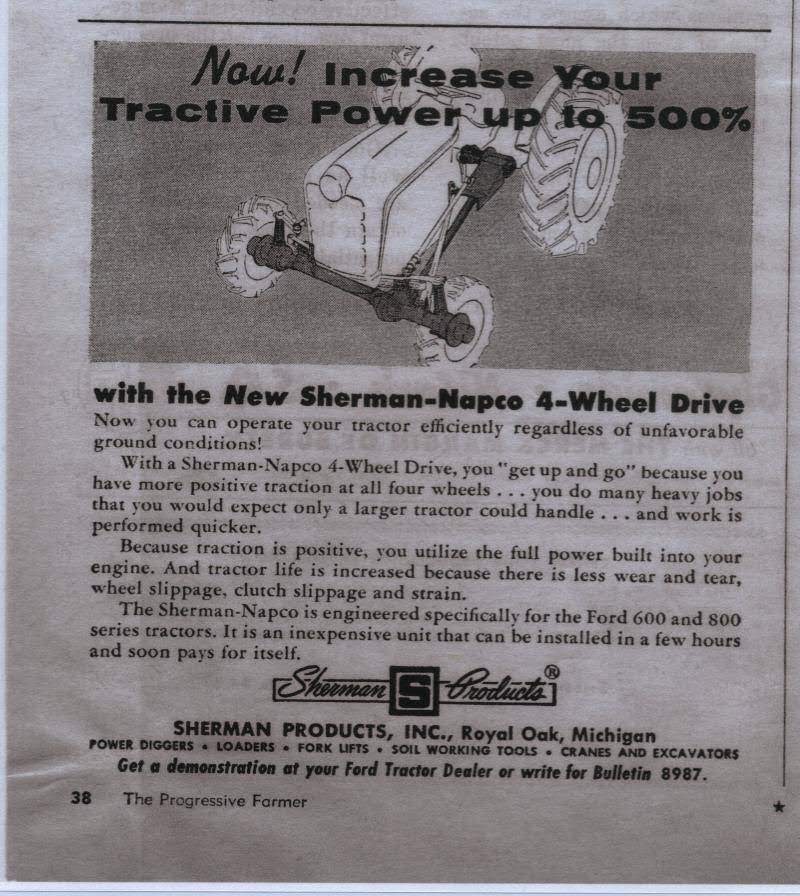 Now! Increase Your
Tractive Power up to 500%
with the New Sherman-Napco 4-Wheel Drive
Now you can operate your tractor efficiently regardless of unfavorable
ground conditions!
With a Sherman-Napco 4-Wheel Drive, you "get up and go" because you
have more positive traction at all four wheels . . . you do many heavy jobs
that you would expect only a larger tractor could handle . . . and work is
performed quicker.
Because traction is positive, you utilize the full power built into your
engine. And tractor life is increased because there is less wear and tear,
wheel slippage, clutch slippage and strain.
The Sherman-Napco is engineered specifically for the Ford 600 and 800
series tractors. It is an inexpensive unit that can be installed in a few hours
and soon pays for itself.
Sherman S Products ®
SHERMAN PRODUCTS, INC., Royal Oak, Michigan
POWER DIGGERS • LOADERS • FORK LIFTS • SOIL WORKING TOOLS • CRANES AND EXCAVATORS
Get a demonstration at your Ford Tractor Dealer or write for Bulletin 8987.
38 The Progressive Farmer